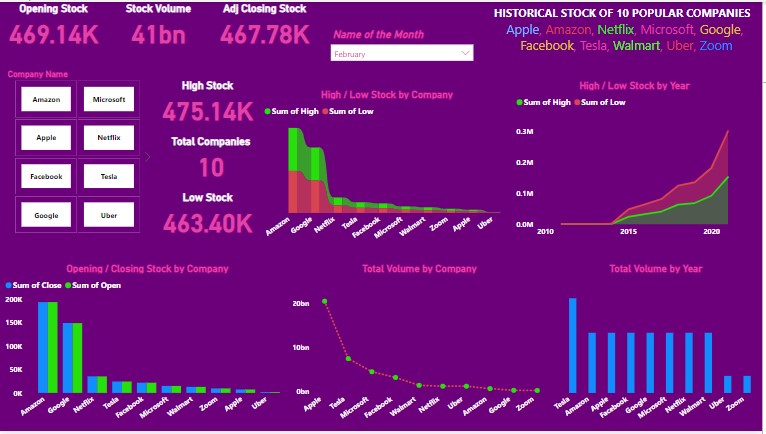 Opening Stock
469.14K
Stock Volume
41bn
Adj Closing Stock
467.78K
Name of the Month
February
HISTORICAL STOCK OF 10 POPULAR COMPANIES
Apple, Amazon, Netflix, Microsoft, Google,
Facebook, Tesla, Walmart, Uber, Zoom
Company Name
Amazon
Microsoft
Apple
Netflix
Facebook
Tesla
Google
Uber
High Stock
475.14K
Total Companies
10
Low Stock
463.40K
High / Low Stock by Company
Sum of High Sum of Low
Amazon
Google
Netflix
Tesla
Facebook
Microsoft
Walmart
Zoom
Apple
Uber
High / Low Stock by Year
Sum of High Sum of Low
0.3M
0.2M
0.1M
0.0M
2010
2015
2020
Opening / Closing Stock by Company
Sum of Close Sum of Open
200K
150K
100K
50K
0K
Amazon
Google
Netflix
Tesla
Facebook
Microsoft
Walmart
Zoom
Apple
Uber
Total Volume by Company
20bn
10bn
0bn
Apple
Tesla
Microsoft
Facebook
Walmart
Netflix
Uber
Amazon
Google
Zoom
Total Volume by Year
Tesla
Amazon
Apple
Facebook
Google
Microsoft
Netflix
Walmart
Uber
Zoom